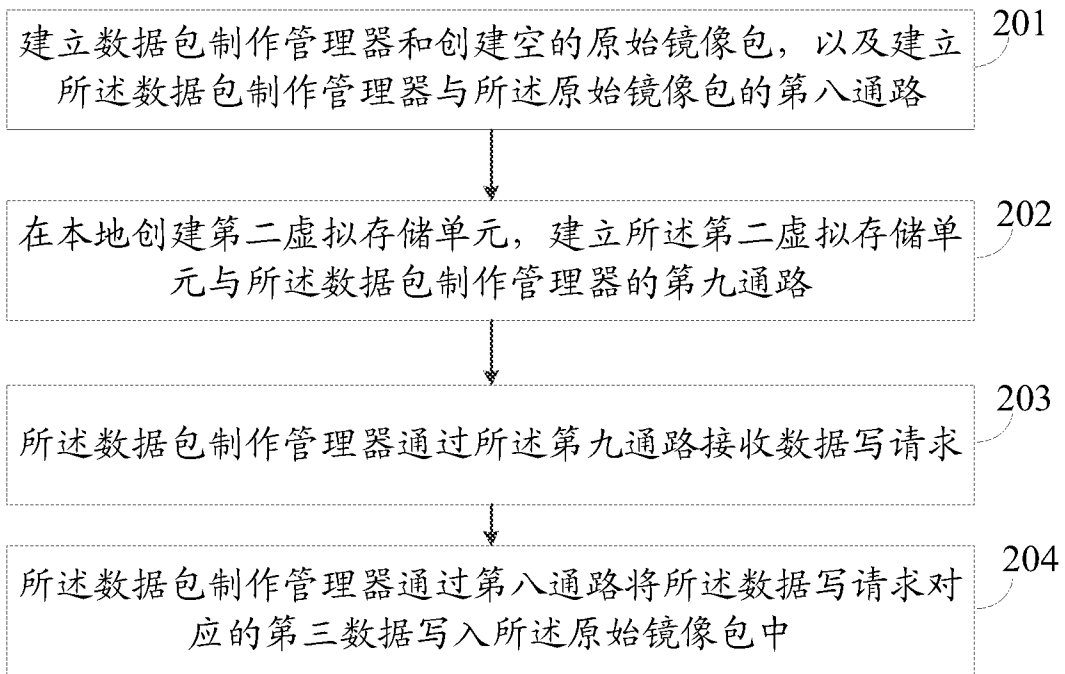 建立数据包制作管理器和创建空的原始镜像包，以及建立
所述数据包制作管理器与所述原始镜像包的第八通路
201
在本地创建第二虚拟存储单元，建立所述第二虚拟存储单
元与所述数据包制作管理器的第九通路
202
所述数据包制作管理器通过所述第九通路接收数据写请求
203
所述数据包制作管理器通过第八通路将所述数据写请求对
应的第三数据写入所述原始镜像包中
204